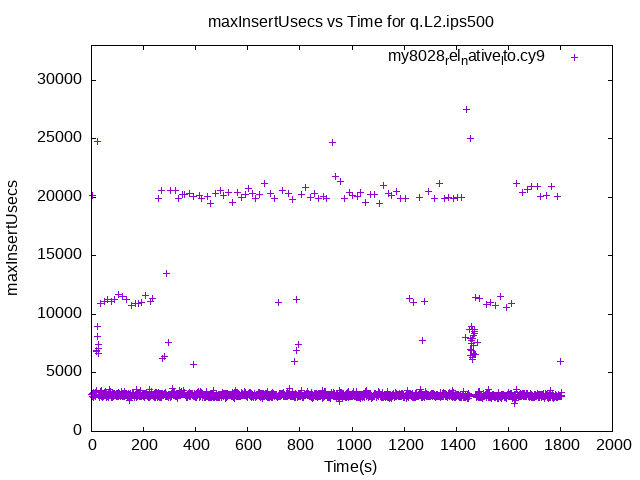 maxInsertUsecs vs Time for q.L2.ips500
my8028relnativelto.cy9
30000
25000
20000
15000
10000
5000
0
maxInsertUsecs
0 200 400 600 800 1000 1200 1400 1600 1800 2000
Time(s)